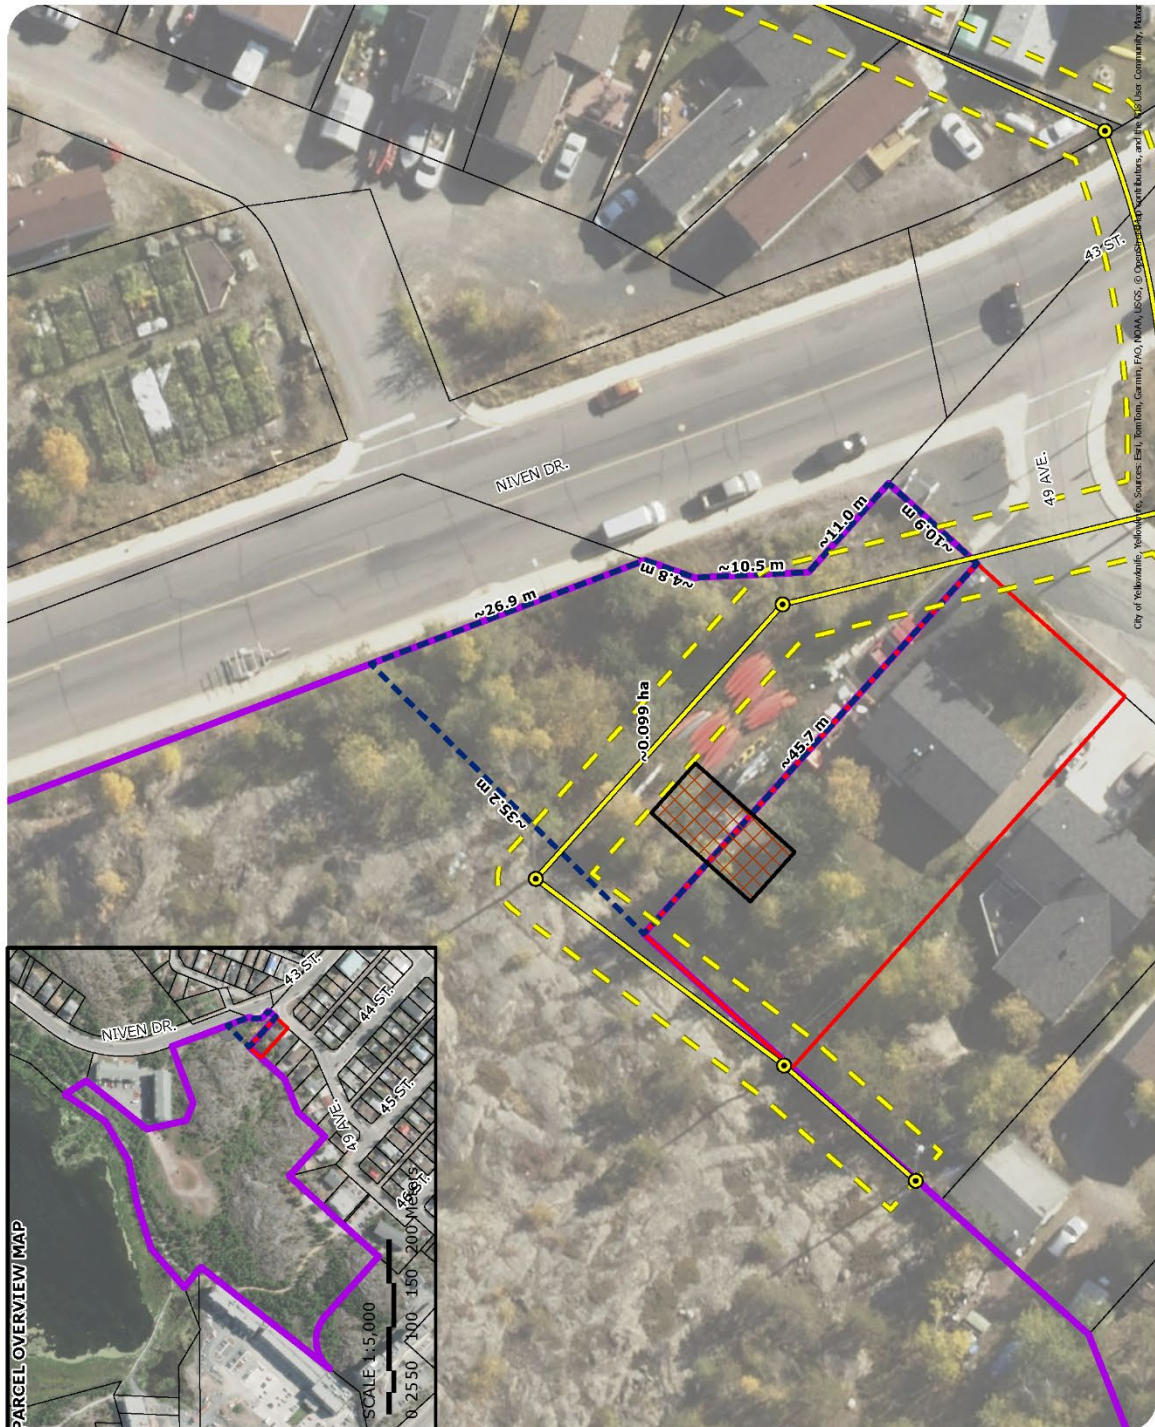 43 ST.
NIVEN DR.
49 AVE.
~11.0 m
~10.9 m
~10.5 m
~4.8 m
~26.9 m
~0.099 ha
~45.7 m
~35.2 m
City of Yellowknife, Yellowknife, Sources: Esri, TomTom, Garmin, FAO, NOAA, USGS, © OpenStreetMap contributors, and the GIS User Community, Maxar
PARCEL OVERVIEW MAP
NIVEN DR.
43 ST.
44 ST.
45 ST.
49 AVE.
46 ST.
SCALE 1:5,000
0 25 50 100 150 200 Meters